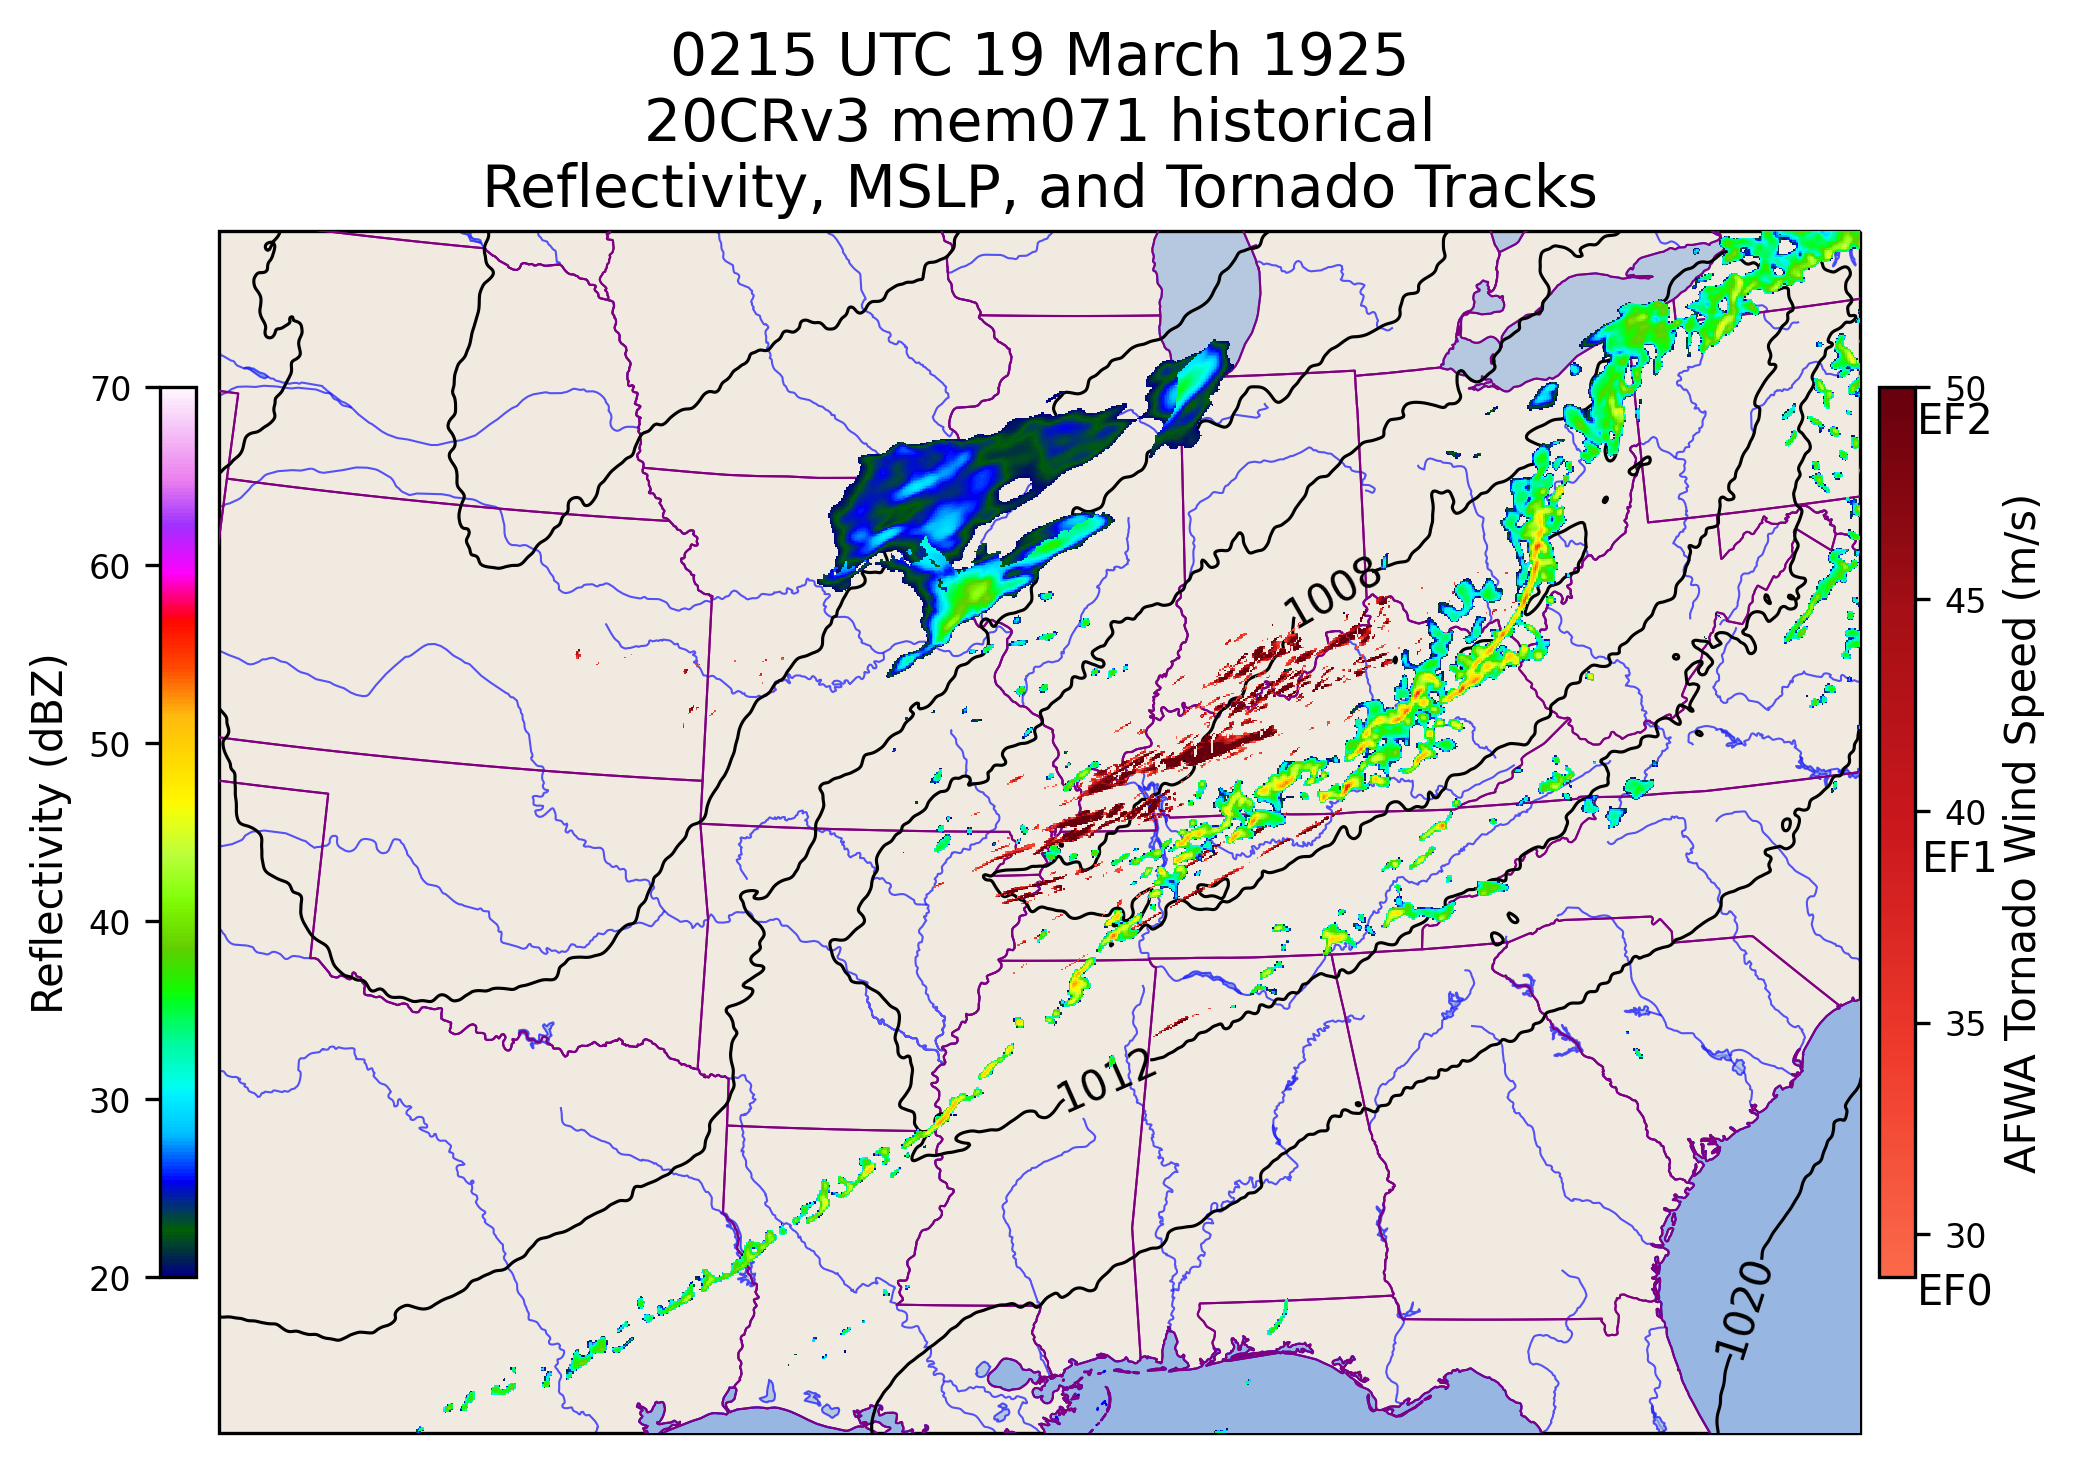 0215 UTC 19 March 1925
20CRv3 mem071 historical
Reflectivity, MSLP, and Tornado Tracks
Reflectivity (dBZ)
70
60
50
40
30
20
1008
1012
1020
50
EF2
45
40
EF1
35
30
EF0
AFWA Tornado Wind Speed (m/s)